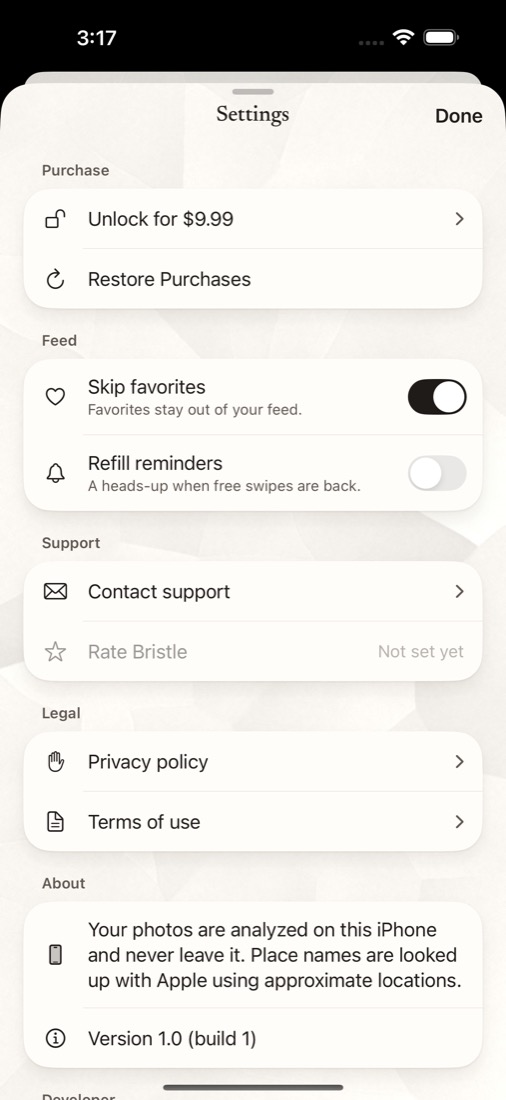 3:17
Settings
Done
Purchase
Unlock for $9.99
Restore Purchases
Feed
Skip favorites
Favorites stay out of your feed.
Refill reminders
A heads-up when free swipes are back.
Support
Contact support
Rate Bristle
Not set yet
Legal
Privacy policy
Terms of use
About
Your photos are analyzed on this iPhone
and never leave it. Place names are looked
up with Apple using approximate locations.
Version 1.0 (build 1)
Developer